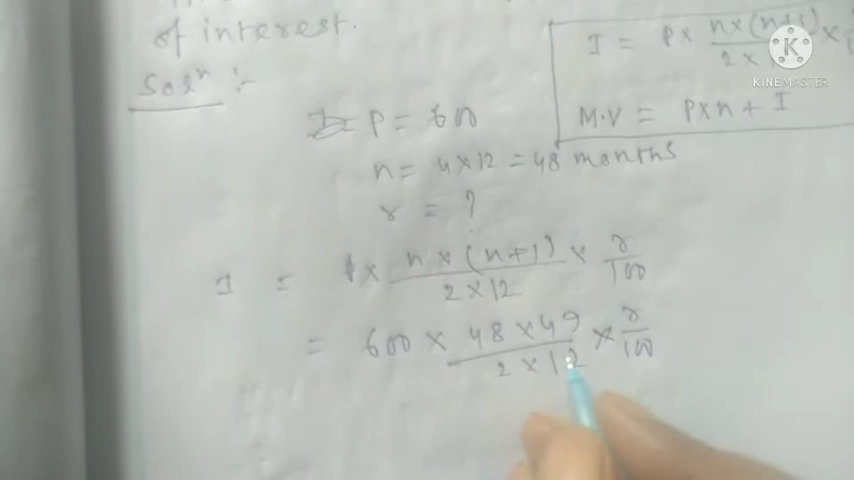 of interest.
Solⁿ :-
I = P × n×(n+1) / 2 ×
K
KINEMASTER
M.V = P×n + I
P = 600
n = 4×12 = 48 months
r = ?
I = P × n×(n+1) / 2×12 × r/100
= 600 × 48×49 / 2×12 × r/100